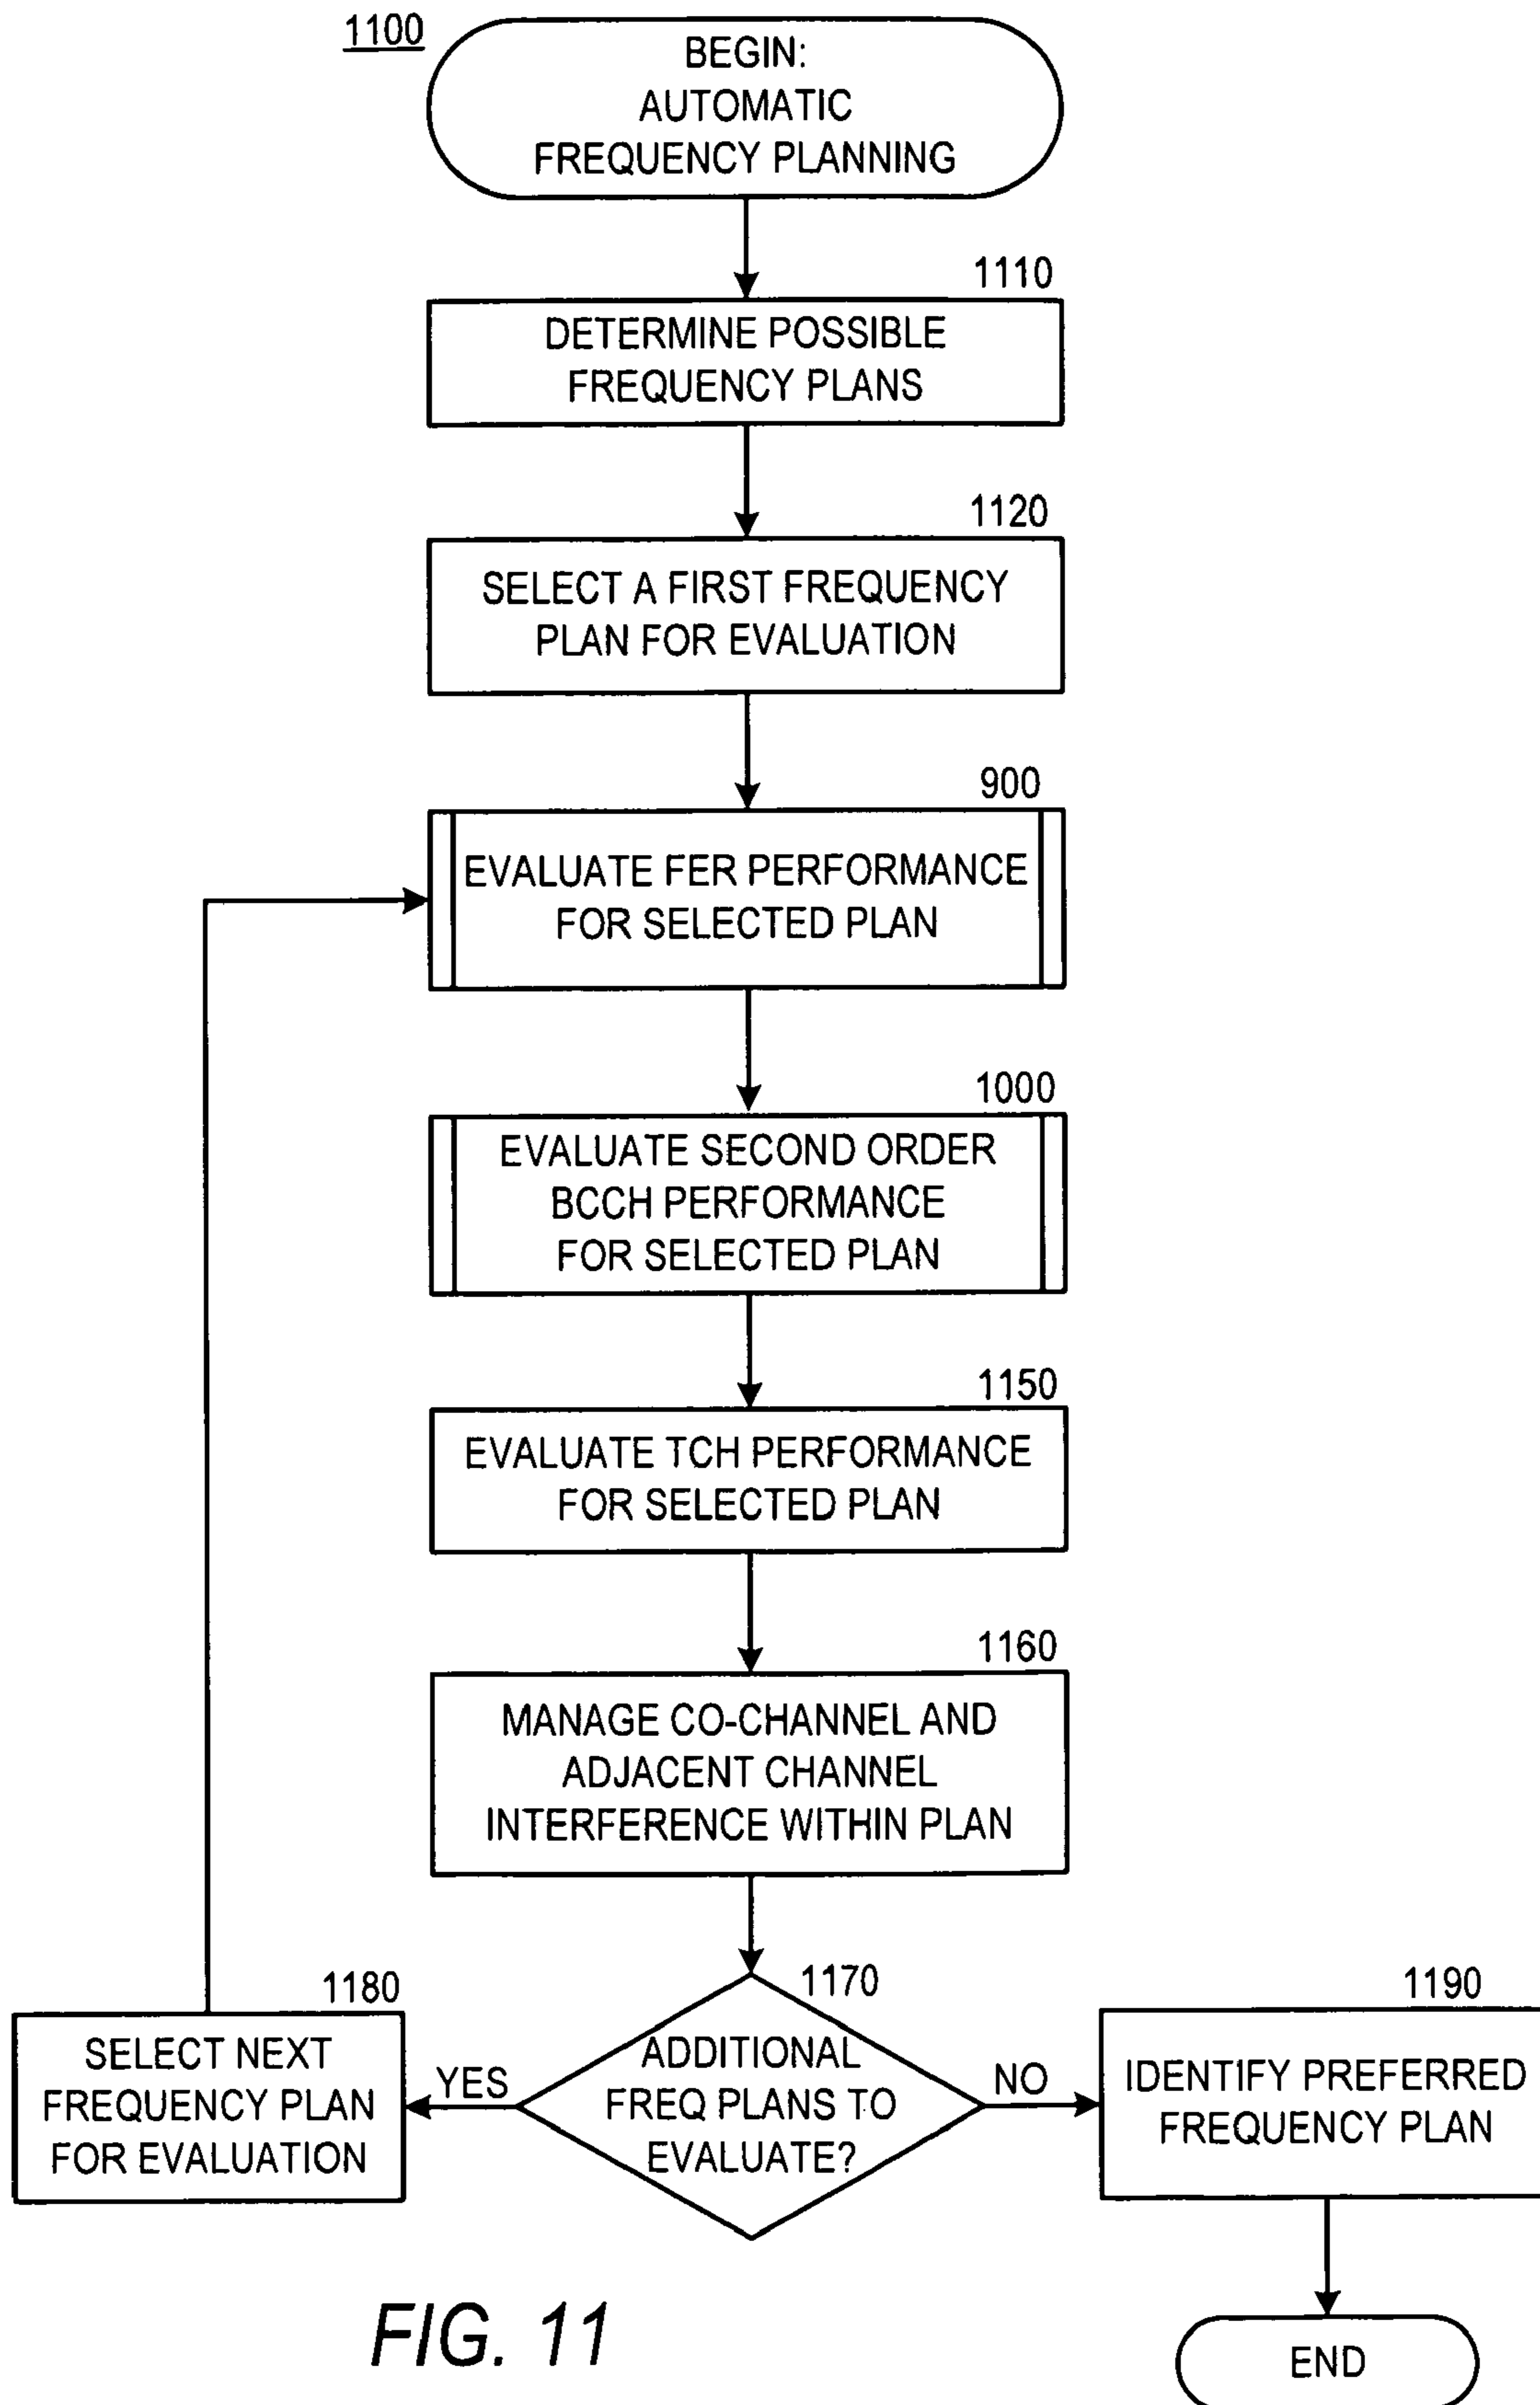 1100
BEGIN:
AUTOMATIC
FREQUENCY PLANNING
1110
DETERMINE POSSIBLE
FREQUENCY PLANS
1120
SELECT A FIRST FREQUENCY
PLAN FOR EVALUATION
900
EVALUATE FER PERFORMANCE
FOR SELECTED PLAN
1000
EVALUATE SECOND ORDER
BCCH PERFORMANCE
FOR SELECTED PLAN
1150
EVALUATE TCH PERFORMANCE
FOR SELECTED PLAN
1160
MANAGE CO-CHANNEL AND
ADJACENT CHANNEL
INTERFERENCE WITHIN PLAN
1170
ADDITIONAL
FREQ PLANS TO
EVALUATE?
YES
NO
1180
SELECT NEXT
FREQUENCY PLAN
FOR EVALUATION
1190
IDENTIFY PREFERRED
FREQUENCY PLAN
END
FIG. 11